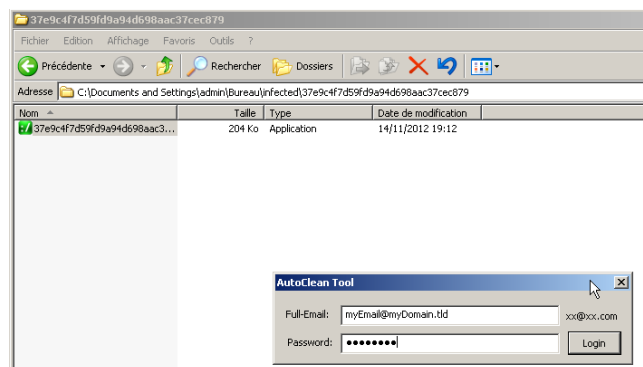 37e9c4f7d59fd9a94d698aac37cec879
Fichier Edition Affichage Favoris Outils ?
Précédente Rechercher Dossiers
Adresse C:\Documents and Settings\admin\Bureau\infected\37e9c4f7d59fd9a94d698aac37cec879
Nom Taille Type Date de modification
37e9c4f7d59fd9a94d698aac3... 204 Ko Application 14/11/2012 19:12
AutoClean Tool
Full-Email: myEmail@myDomain.tld xx@xx.com
Password: ●●●●●●●● Login